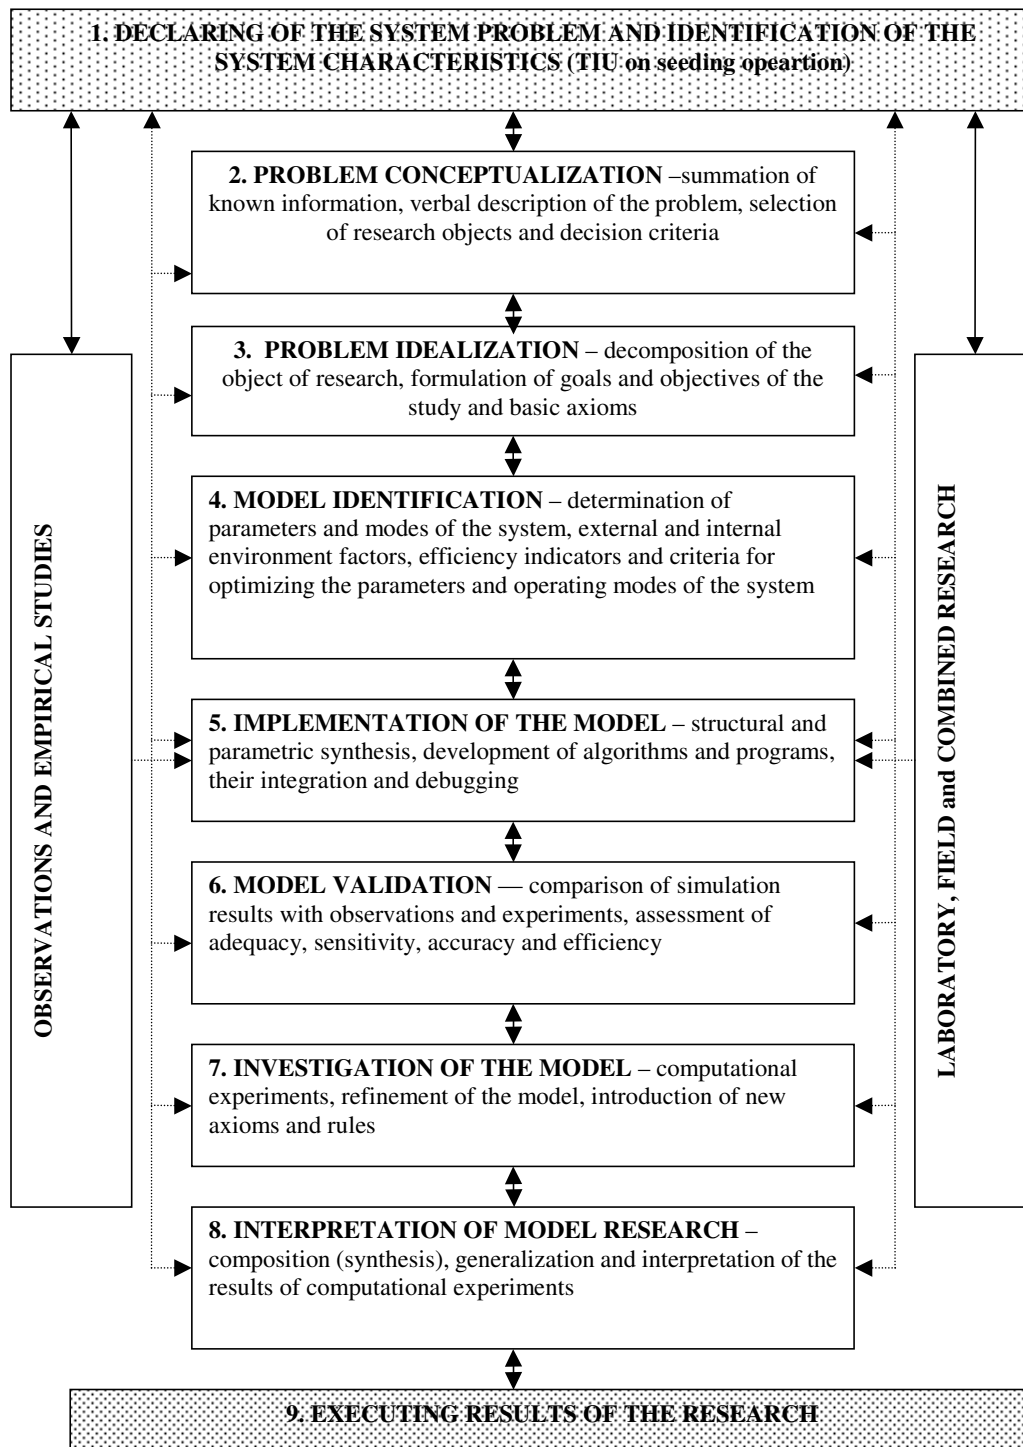 1. DECLARING OF THE SYSTEM PROBLEM AND IDENTIFICATION OF THE
SYSTEM CHARACTERISTICS (TIU on seeding opeartion)
2. PROBLEM CONCEPTUALIZATION –summation of
known information, verbal description of the problem, selection
of research objects and decision criteria
3. PROBLEM IDEALIZATION – decomposition of the
object of research, formulation of goals and objectives of the
study and basic axioms
4. MODEL IDENTIFICATION – determination of
parameters and modes of the system, external and internal
environment factors, efficiency indicators and criteria for
optimizing the parameters and operating modes of the system
5. IMPLEMENTATION OF THE MODEL – structural and
parametric synthesis, development of algorithms and programs,
their integration and debugging
6. MODEL VALIDATION — comparison of simulation
results with observations and experiments, assessment of
adequacy, sensitivity, accuracy and efficiency
7. INVESTIGATION OF THE MODEL – computational
experiments, refinement of the model, introduction of new
axioms and rules
8. INTERPRETATION OF MODEL RESEARCH –
composition (synthesis), generalization and interpretation of the
results of computational experiments
OBSERVATIONS AND EMPIRICAL STUDIES
LABORATORY, FIELD and COMBINED RESEARCH
9. EXECUTING RESULTS OF THE RESEARCH